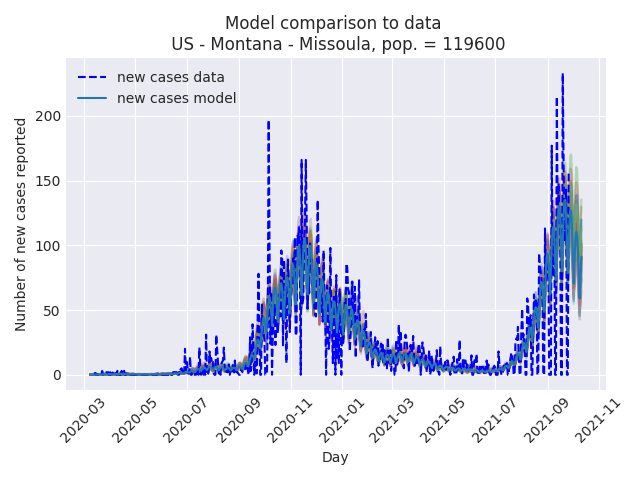 Model comparison to data
US - Montana - Missoula, pop. = 119600
new cases data
new cases model
Number of new cases reported
200
150
100
50
0
2020-03
2020-05
2020-07
2020-09
2020-11
2021-01
2021-03
2021-05
2021-07
2021-09
2021-11
Day